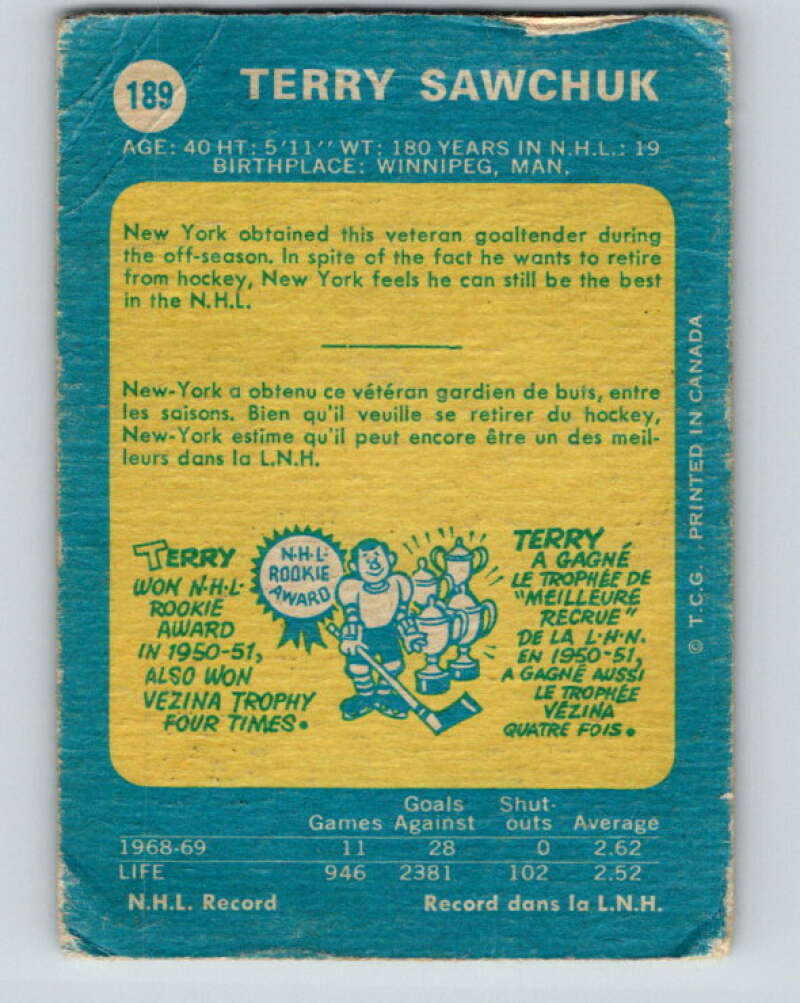 189
TERRY SAWCHUK
AGE: 40 HT: 5'11" WT: 180 YEARS IN N.H.L.: 19
BIRTHPLACE: WINNIPEG, MAN.
New York obtained this veteran goaltender during
the off-season. In spite of the fact he wants to retire
from hockey, New York feels he can still be the best
in the N.H.L.
New-York a obtenu ce vétéran gardien de buts, entre
les saisons. Bien qu'il veuille se retirer du hockey,
New-York estime qu'il peut encore être un des meil-
leurs dans la L.N.H.
TERRY
WON N·H·L·
ROOKIE
AWARD
IN 1950-51,
ALSO WON
VEZINA TROPHY
FOUR TIMES.
N·H·L·
ROOKIE
AWARD
TERRY
A GAGNÉ
LE TROPHÉE DE
"MEILLEURE
RECRUE"
DE LA L·H·N.
EN 1950-51,
A GAGNÉ AUSSI
LE TROPHÉE
VÉZINA
QUATRE FOIS.
© T.C.G. PRINTED IN CANADA
Goals Shut-
Games Against outs Average
1968-69 11 28 0 2.62
LIFE 946 2381 102 2.52
N.H.L. Record Record dans la L.N.H.